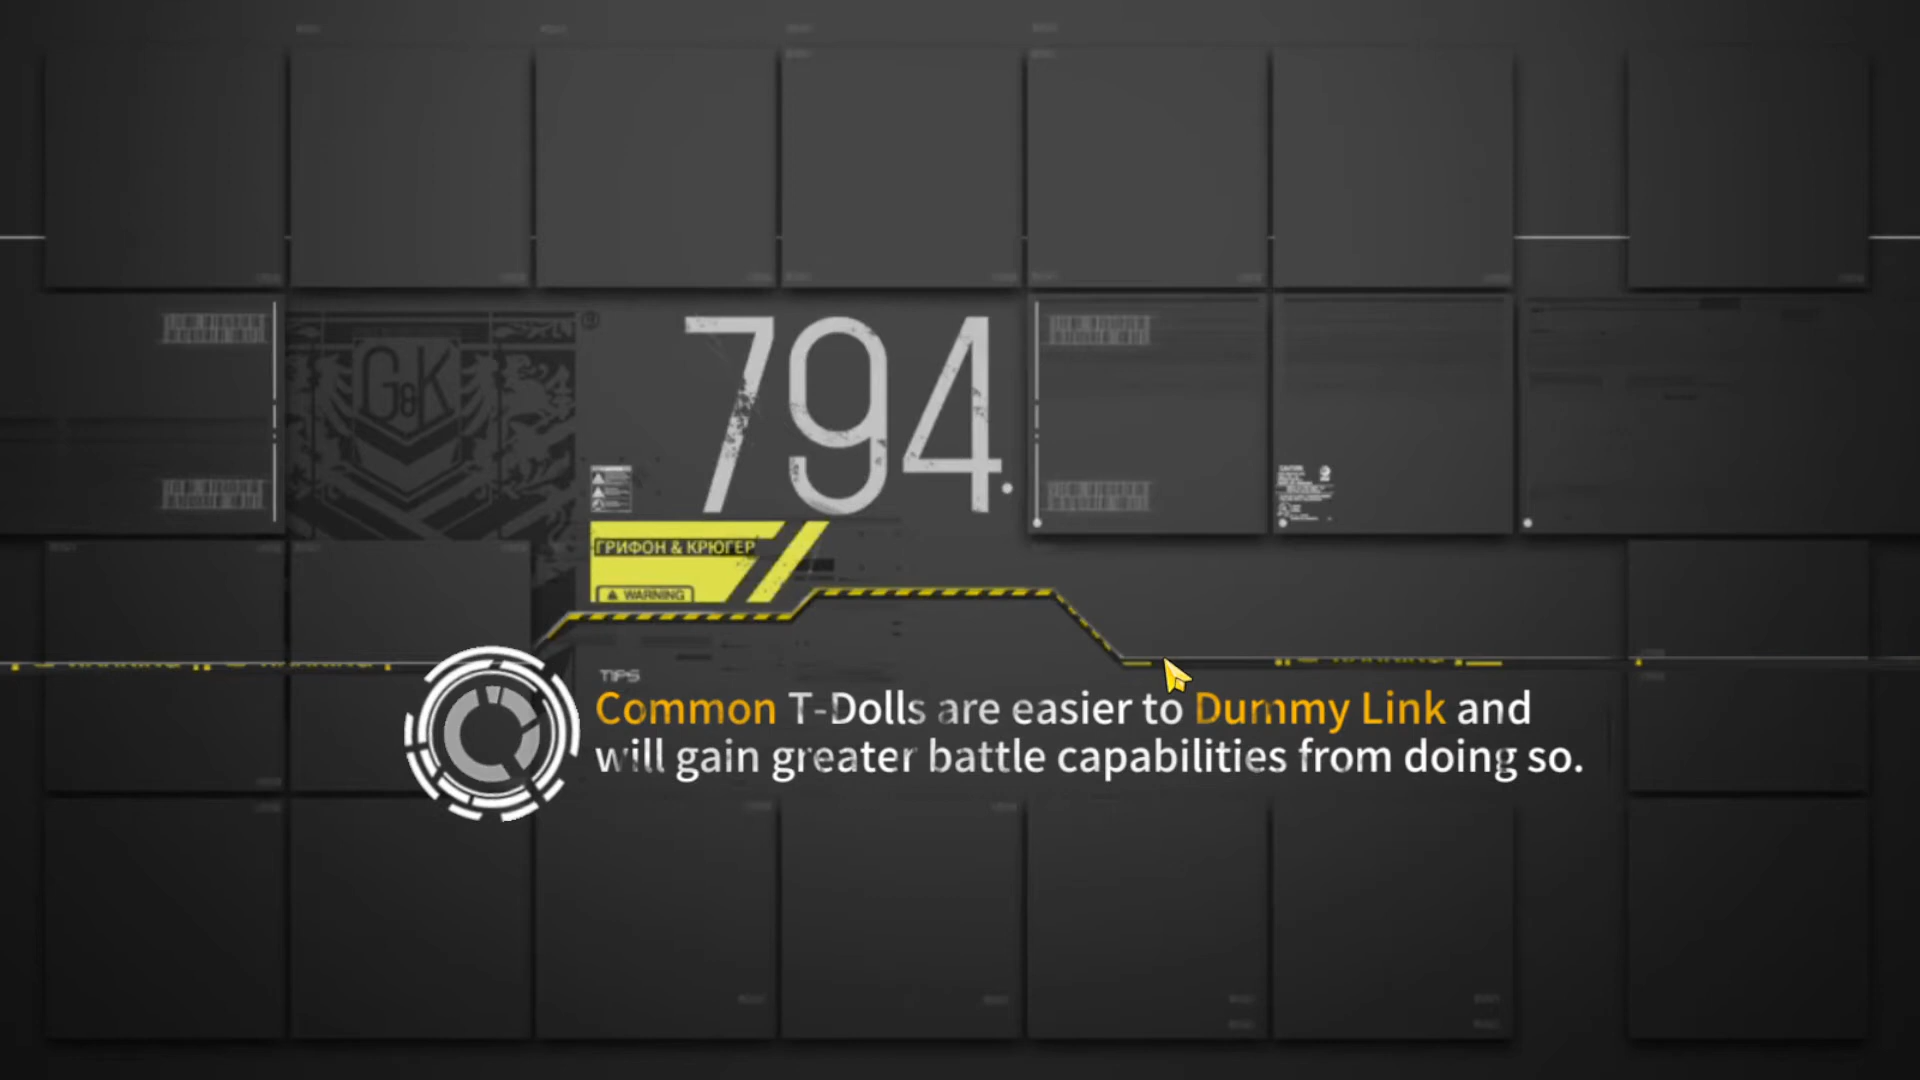 G&K
794.
ГРИФОН & КРЮГЕР
WARNING
TIPS
Common T-Dolls are easier to Dummy Link and
will gain greater battle capabilities from doing so.